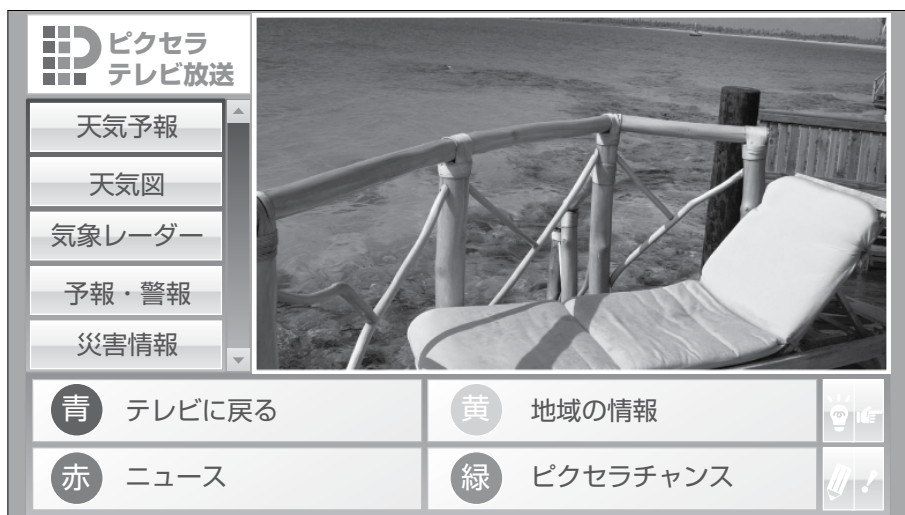 ピクセラ
テレビ放送
天気予報
天気図
気象レーダー
予報・警報
災害情報
青 テレビに戻る
黄 地域の情報
赤 ニュース
緑 ピクセラチャンス